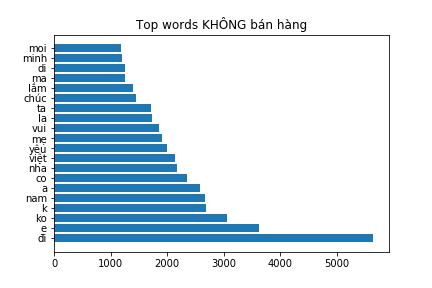 Top words KHÔNG bán hàng
moi
minh
di
ma
lắm
chúc
ta
la
vui
mẹ
yêu
việt
nha
co
a
nam
k
ko
e
đi
0 1000 2000 3000 4000 5000